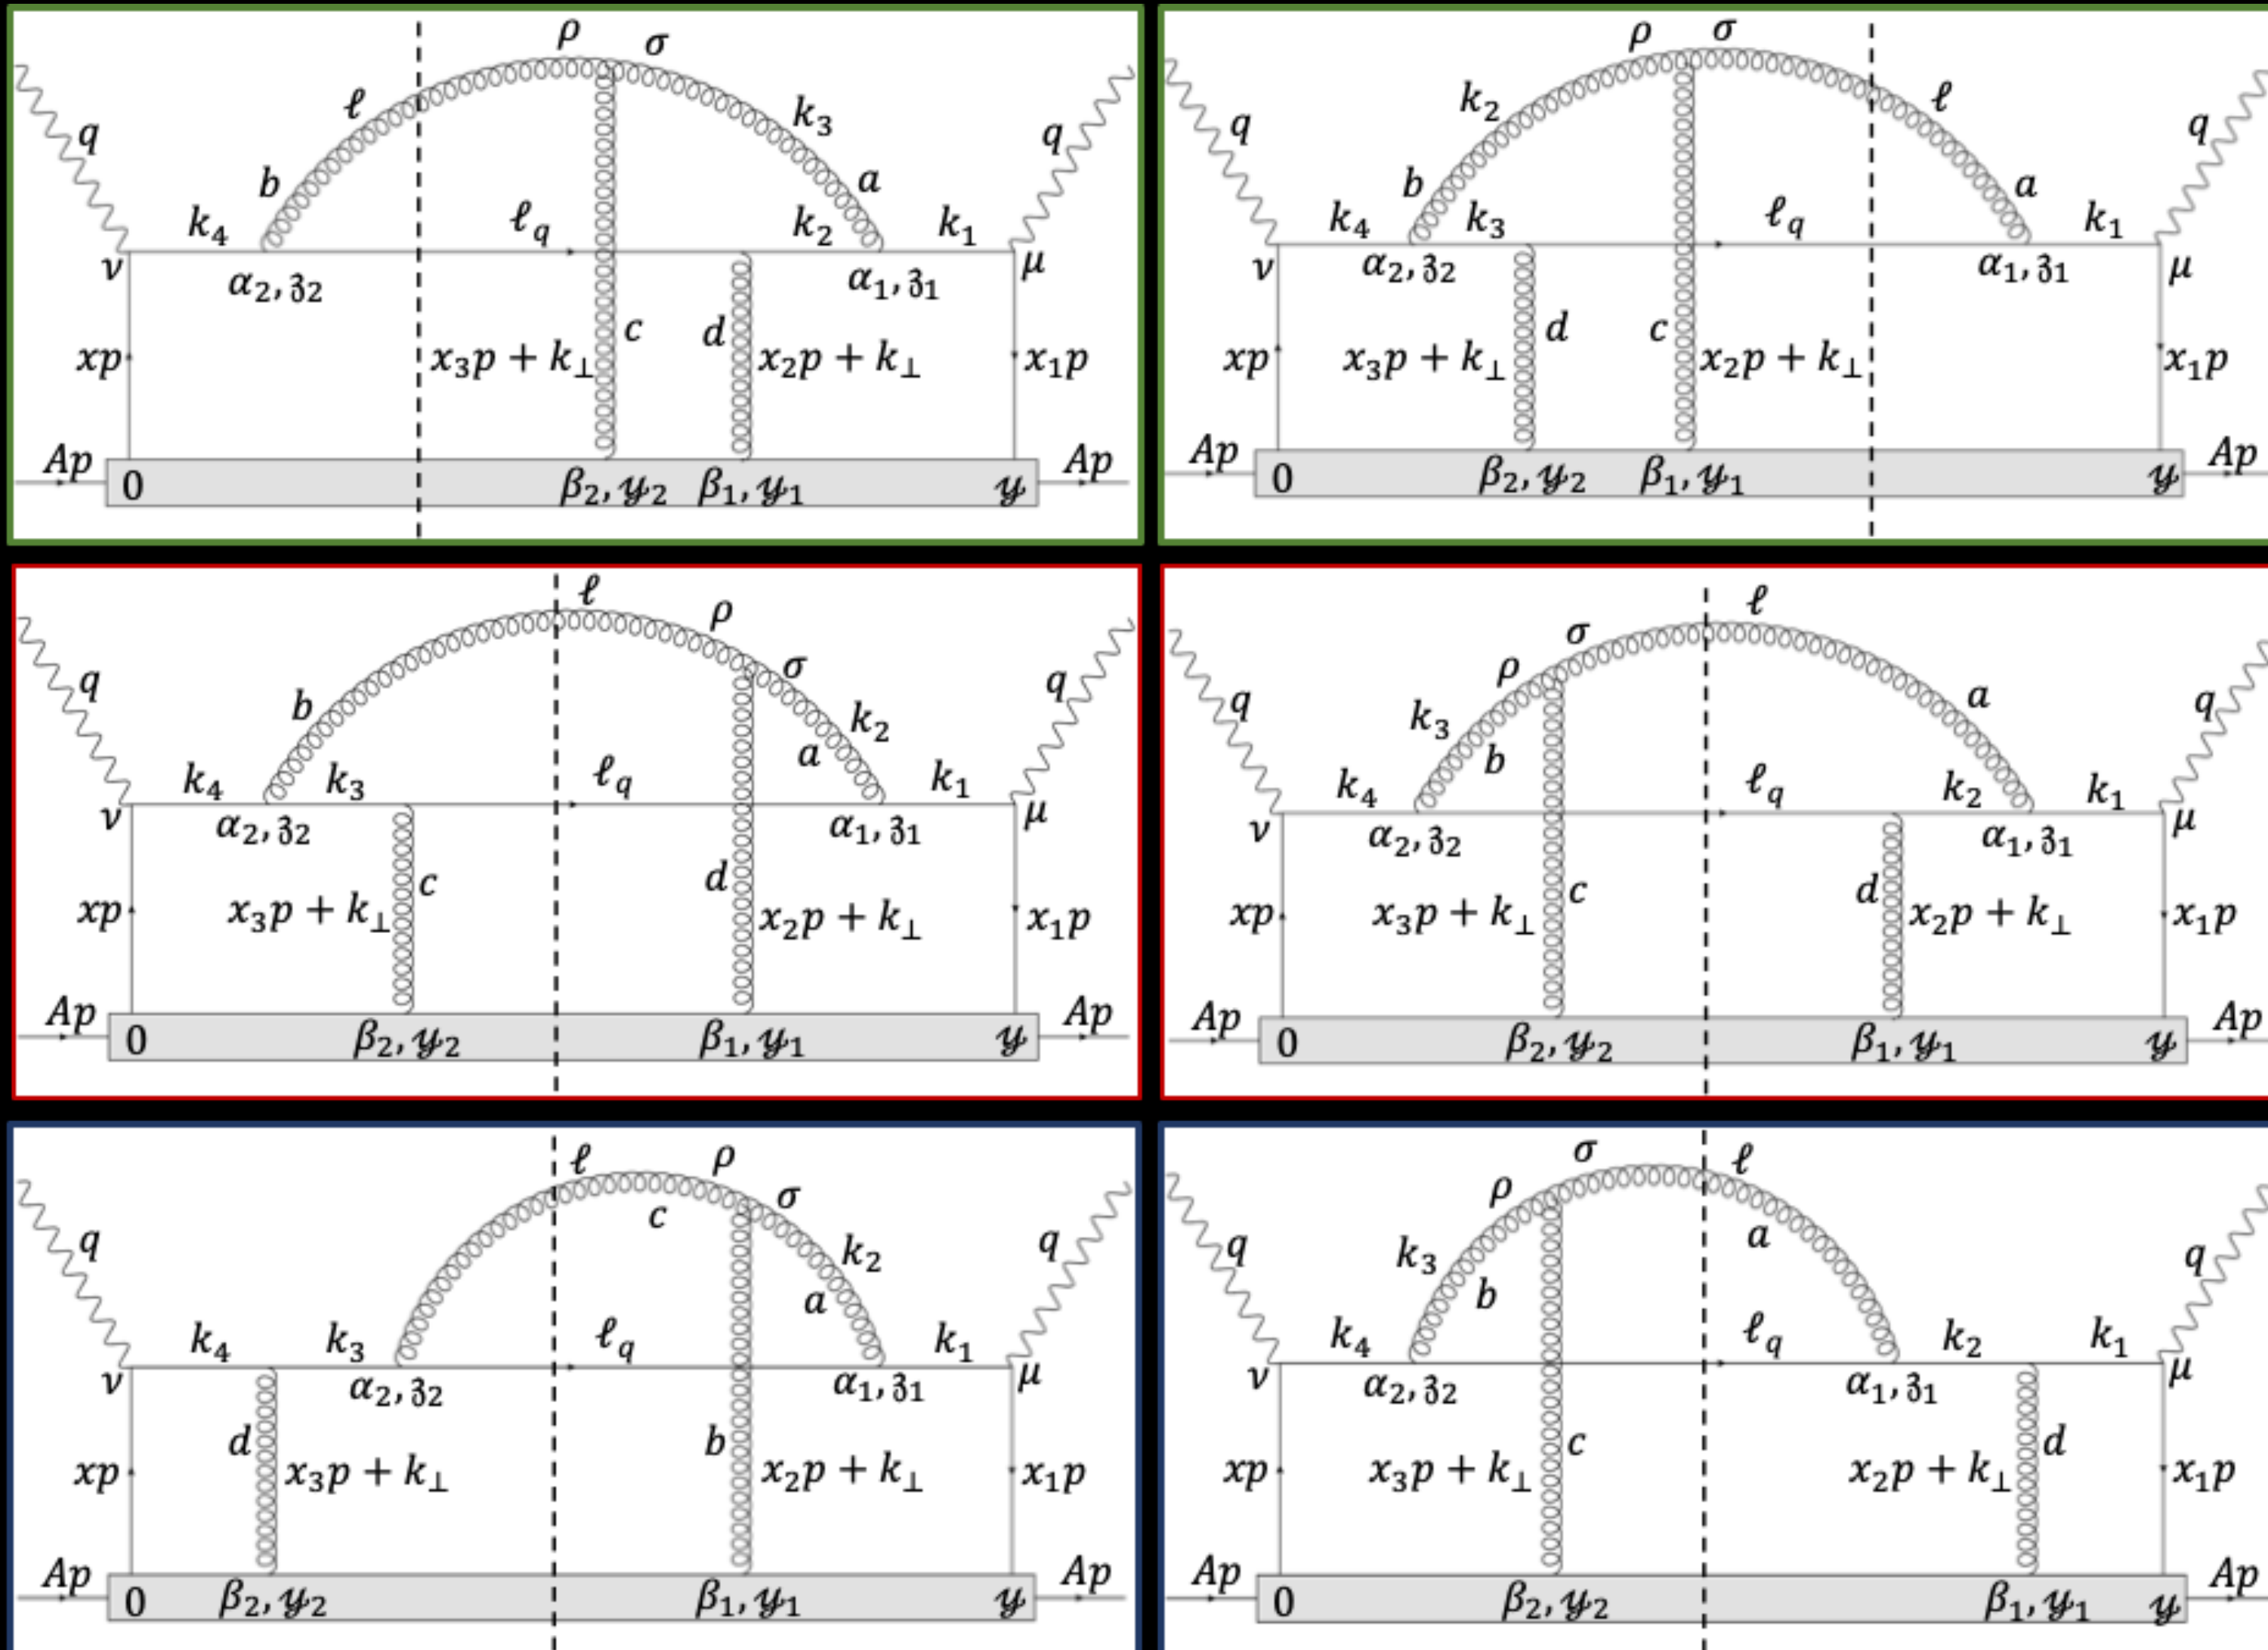 ρ σ
ℓ k₃
q b a q
k₄ ℓq k₂ k₁
ν α₂, 𝔷₂ α₁, 𝔷₁ μ
xp x₃p + k⊥ c d x₂p + k⊥ x₁p
Ap Ap
0 β₂, 𝓎₂ β₁, 𝓎₁ 𝓎
ρ σ
k₂ ℓ
q b a q
k₄ k₃ ℓq k₁
ν α₂, 𝔷₂ α₁, 𝔷₁ μ
xp x₃p + k⊥ d c x₂p + k⊥ x₁p
Ap Ap
0 β₂, 𝓎₂ β₁, 𝓎₁ 𝓎
ℓ ρ
σ
q b k₂ q
a
k₄ k₃ ℓq k₁
ν α₂, 𝔷₂ α₁, 𝔷₁ μ
xp x₃p + k⊥ c d x₂p + k⊥ x₁p
Ap Ap
0 β₂, 𝓎₂ β₁, 𝓎₁ 𝓎
ℓ
ρ σ
q k₃ a q
b
k₄ ℓq k₂ k₁
ν α₂, 𝔷₂ α₁, 𝔷₁ μ
xp x₃p + k⊥ c d x₂p + k⊥ x₁p
Ap Ap
0 β₂, 𝓎₂ β₁, 𝓎₁ 𝓎
ℓ ρ
c σ
q k₂ q
a
k₄ k₃ ℓq k₁
ν α₂, 𝔷₂ α₁, 𝔷₁ μ
xp d x₃p + k⊥ b x₂p + k⊥ x₁p
Ap Ap
0 β₂, 𝓎₂ β₁, 𝓎₁ 𝓎
σ ℓ
ρ a
q k₃ q
b
k₄ ℓq k₂ k₁
ν α₂, 𝔷₂ α₁, 𝔷₁ μ
xp x₃p + k⊥ c x₂p + k⊥ d x₁p
Ap Ap
0 β₂, 𝓎₂ β₁, 𝓎₁ 𝓎